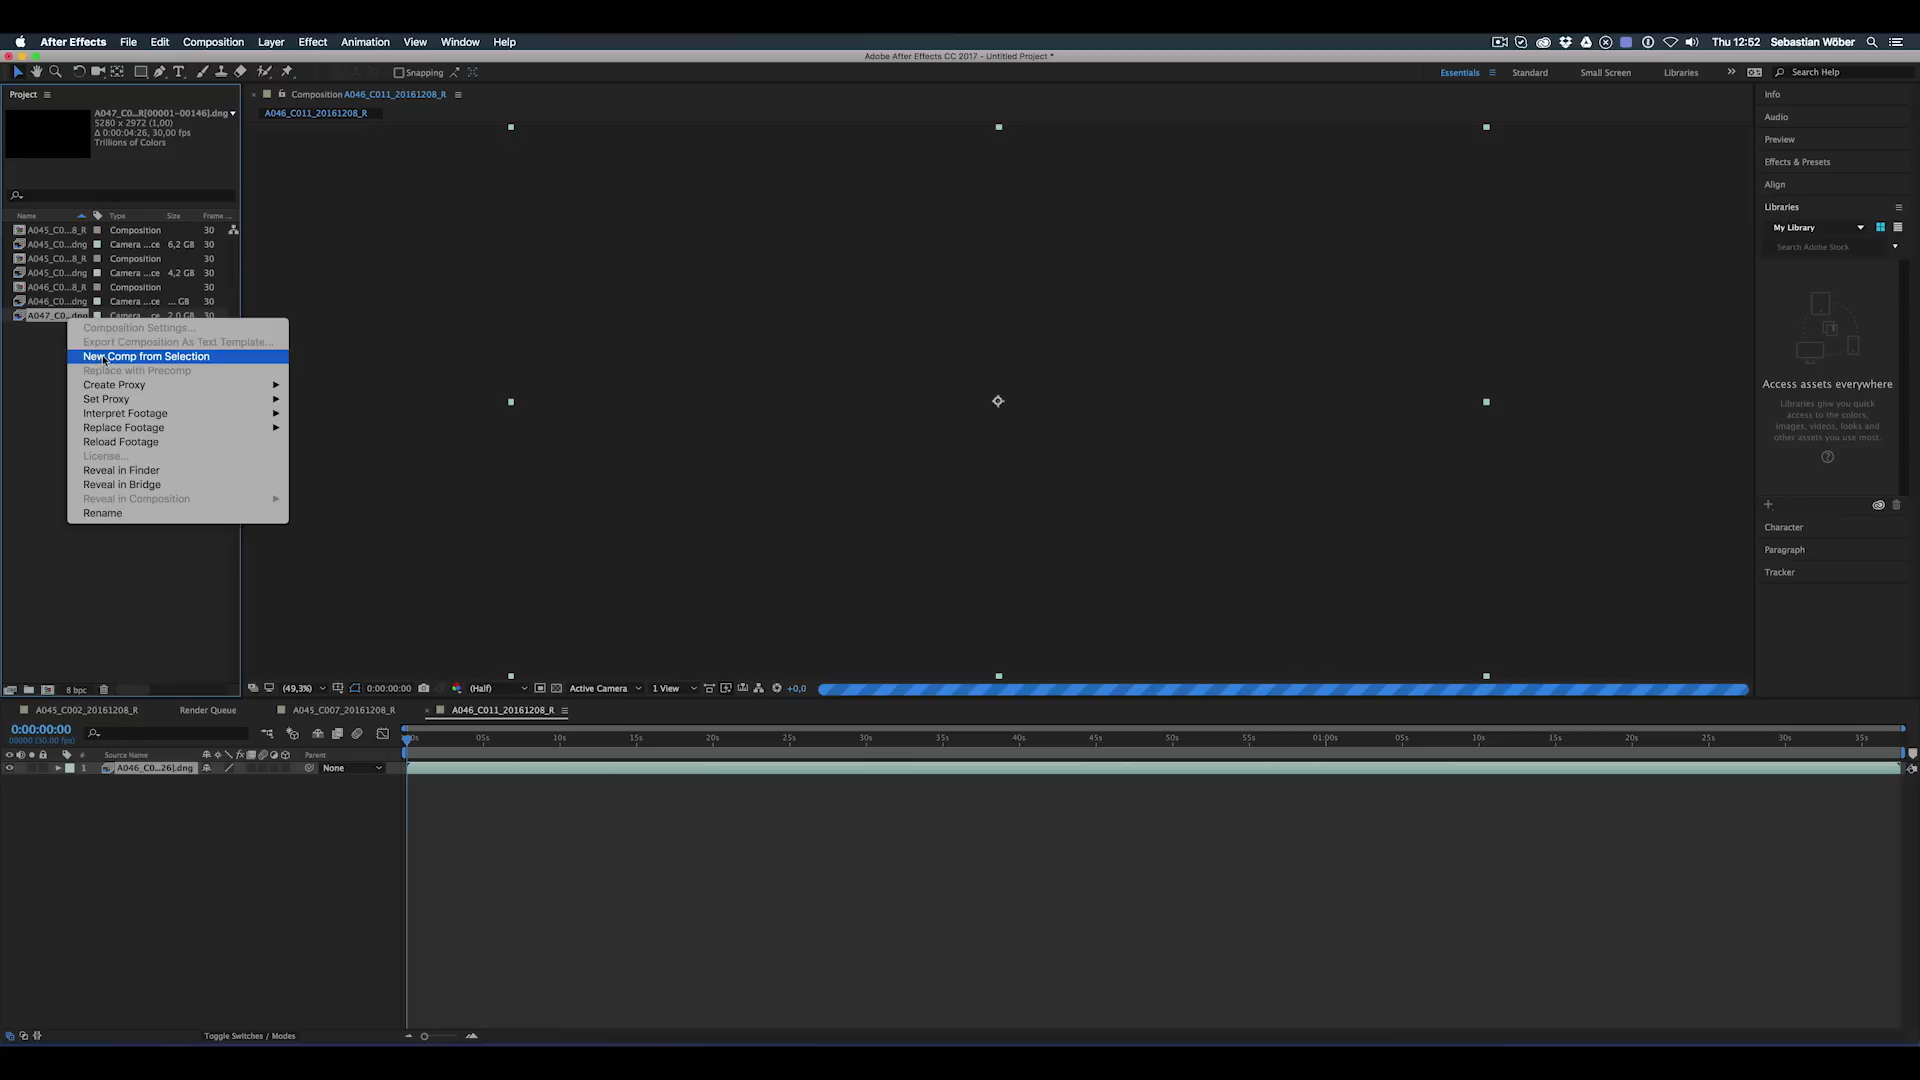 After Effects File Edit Composition Layer Effect Animation View Window Help
Thu 12:52 Sebastian Wöber
Adobe After Effects CC 2017 - Untitled Project *
Snapping
Essentials Standard Small Screen Libraries
Search Help
Project
Composition A046_C011_20161208_R
A046_C011_20161208_R
A047_C0...R[00001-00146].dng
5280 x 2972 (1,00)
Δ 0:00:04:26, 30,00 fps
Trillions of Colors
Name Type Size Frame ...
A045_C0...8_R Composition 30
A045_C0...dng Camera ...ce 6,2 GB 30
A045_C0...8_R Composition 30
A045_C0...dng Camera ...ce 4,2 GB 30
A046_C0...8_R Composition 30
A046_C0...dng Camera ...ce ... GB 30
A047_C0...dng Camera ...ce 2,0 GB 30
Composition Settings...
Export Composition As Text Template...
New Comp from Selection
Replace with Precomp
Create Proxy
Set Proxy
Interpret Footage
Replace Footage
Reload Footage
License...
Reveal in Finder
Reveal in Bridge
Reveal in Composition
Rename
Info
Audio
Preview
Effects & Presets
Align
Libraries
My Library
Search Adobe Stock
Access assets everywhere
Libraries give you quick
access to the colors,
images, videos, looks and
other assets you use most.
Character
Paragraph
Tracker
8 bpc
(49,3%) 0:00:00:00 (Half) Active Camera 1 View +0,0
A045_C002_20161208_R Render Queue A045_C007_20161208_R A046_C011_20161208_R
0:00:00:00
00000 (30.00 fps)
05s 10s 15s 20s 25s 30s 35s 40s 45s 50s 55s 01:00s 05s 10s 15s 20s 25s 30s 35s
# Source Name Parent
1 A046_C0...26].dng None
Toggle Switches / Modes